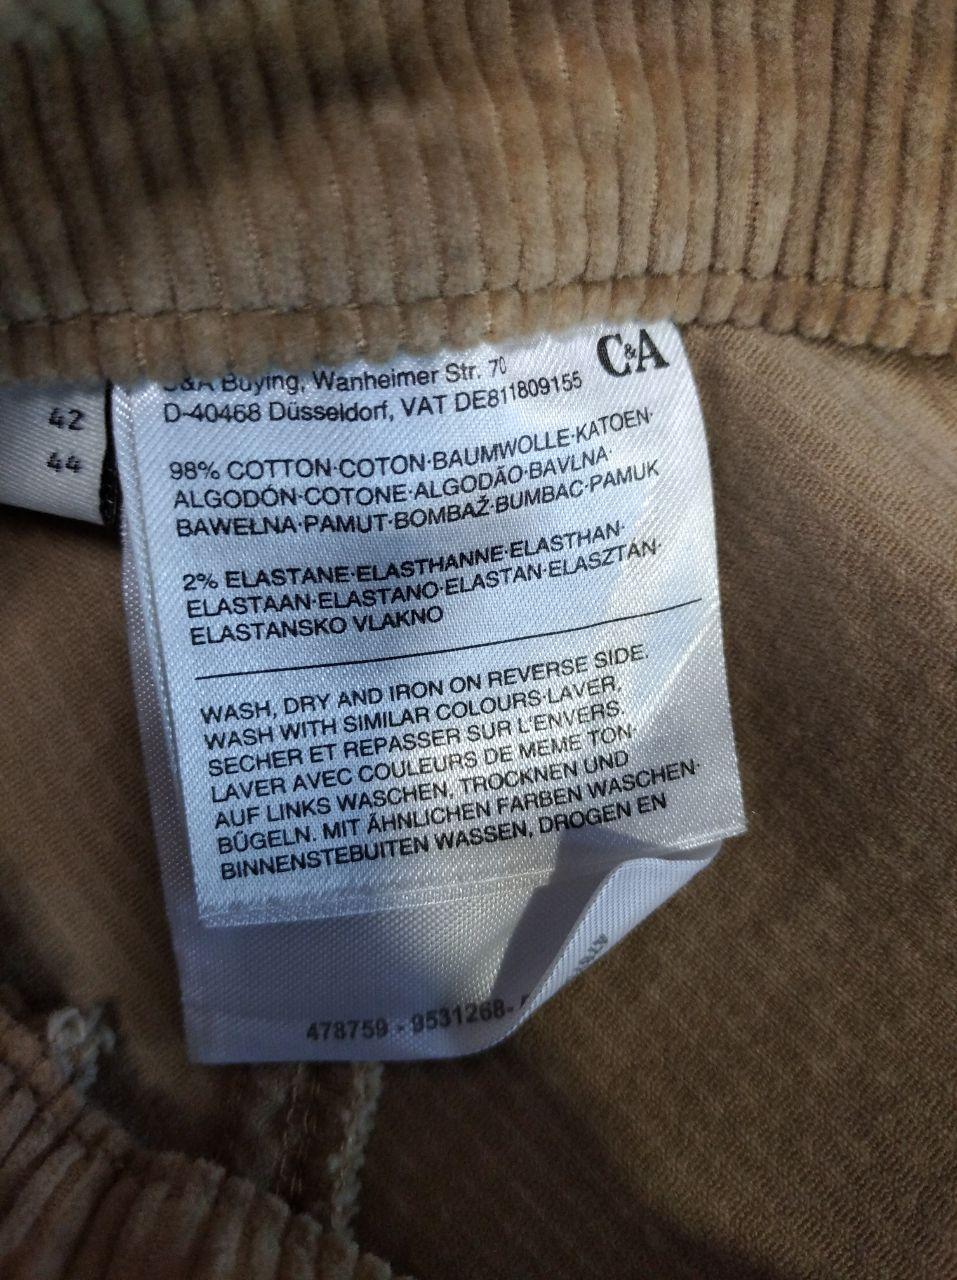 C&A
C&A Buying, Wanheimer Str. 70
D-40468 Düsseldorf, VAT DE811809155
42
44
98% COTTON·COTON·BAUMWOLLE·KATOEN·
ALGODÓN·COTONE·ALGODÃO·BAVLNA·
BAWEŁNA·PAMUT·BOMBAŽ·BUMBAC·PAMUK
2% ELASTANE·ELASTHANNE·ELASTHAN·
ELASTAAN·ELASTANO·ELASTAN·ELASZTÁN·
ELASTANSKO VLAKNO
WASH, DRY AND IRON ON REVERSE SIDE.
WASH WITH SIMILAR COLOURS·LAVER,
SECHER ET REPASSER SUR L'ENVERS.
LAVER AVEC COULEURS DE MEME TON·
AUF LINKS WASCHEN, TROCKNEN UND
BÜGELN. MIT ÄHNLICHEN FARBEN WASCHEN·
BINNENSTEBUITEN WASSEN, DROGEN EN
478759 - 9531268-